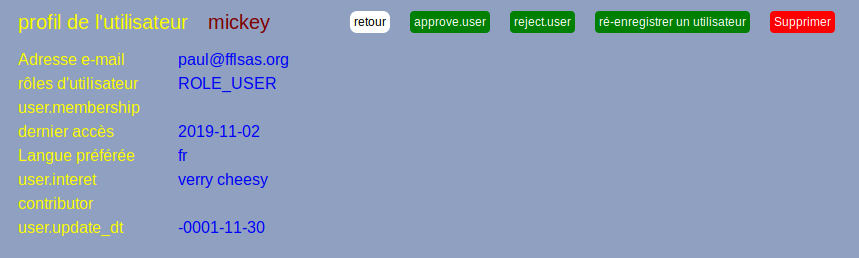 profil de l'utilisateur mickey retour approve.user reject.user ré-enregistrer un utilisateur Supprimer
Adresse e-mail paul@fflsas.org
rôles d'utilisateur ROLE_USER
user.membership
dernier accès 2019-11-02
Langue préférée fr
user.interet verry cheesy
contributor
user.update_dt -0001-11-30